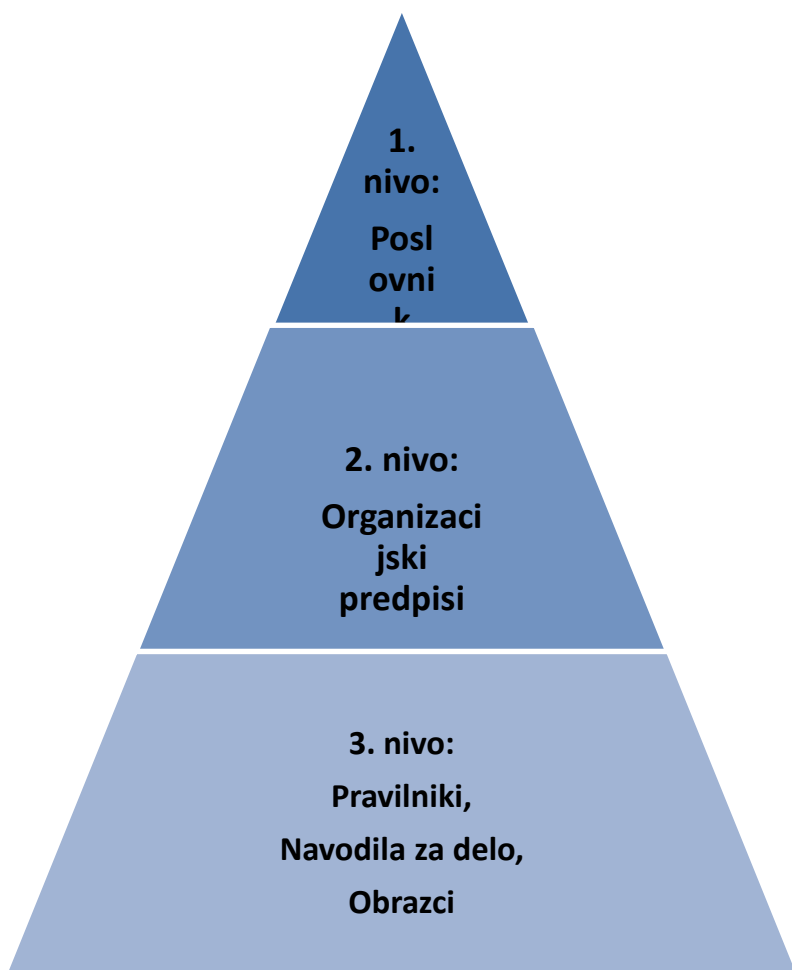 1.
nivo:
Posl
ovni
k
2. nivo:
Organizaci
jski
predpisi
3. nivo:
Pravilniki,
Navodila za delo,
Obrazci